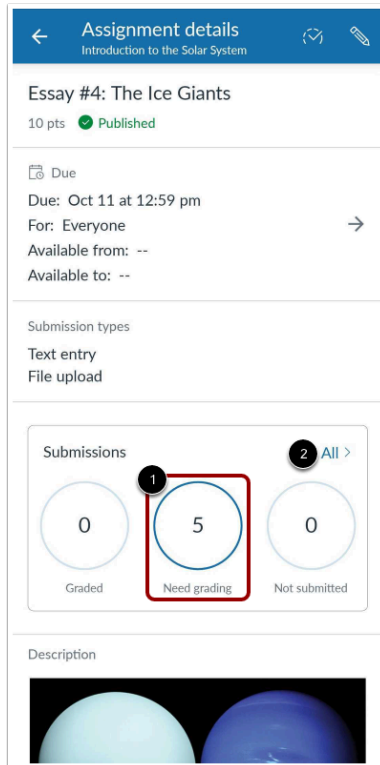 Assignment details
Introduction to the Solar System
Essay #4: The Ice Giants
10 pts Published
Due
Due: Oct 11 at 12:59 pm
For: Everyone
Available from: --
Available to: --
Submission types
Text entry
File upload
Submissions
2 All >
1
0 5 0
Graded Need grading Not submitted
Description